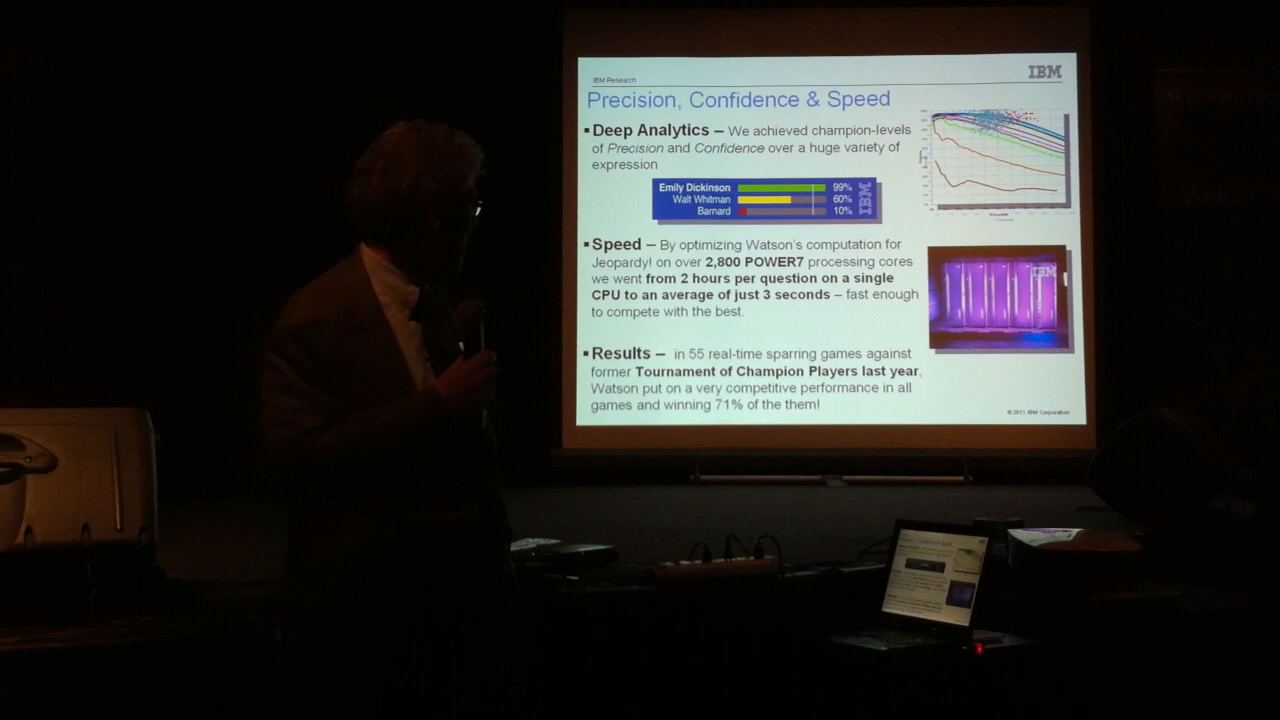 IBM Research
IBM
Precision, Confidence & Speed
▪ Deep Analytics – We achieved champion-levels
of Precision and Confidence over a huge variety of
expression
Emily Dickinson 99%
Walt Whitman 60%
Barnard 10%
IBM
▪ Speed – By optimizing Watson's computation for
Jeopardy! on over 2,800 POWER7 processing cores
we went from 2 hours per question on a single
CPU to an average of just 3 seconds – fast enough
to compete with the best.
IBM
▪ Results – in 55 real-time sparring games against
former Tournament of Champion Players last year,
Watson put on a very competitive performance in all
games and winning 71% of the them!
© 2011 IBM Corporation